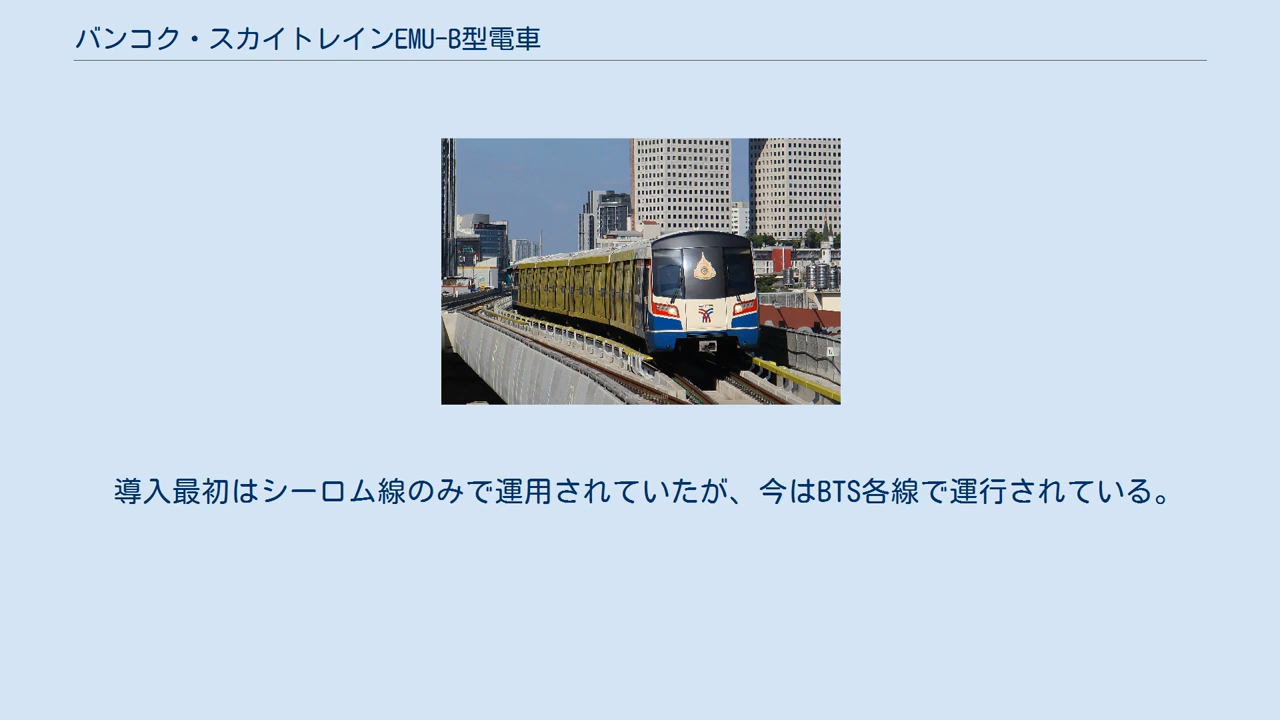 バンコク・スカイトレインEMU-B型電車
導入最初はシーロム線のみで運用されていたが、今はBTS各線で運行されている。